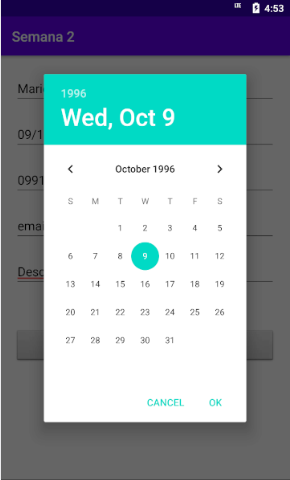 LTE 4:53
Semana 2
Mari
1996
Wed, Oct 9
09/1
October 1996
0991
S M T W T F S
1 2 3 4 5
ema
6 7 8 9 10 11 12
Desc
13 14 15 16 17 18 19
20 21 22 23 24 25 26
27 28 29 30 31
CANCEL OK